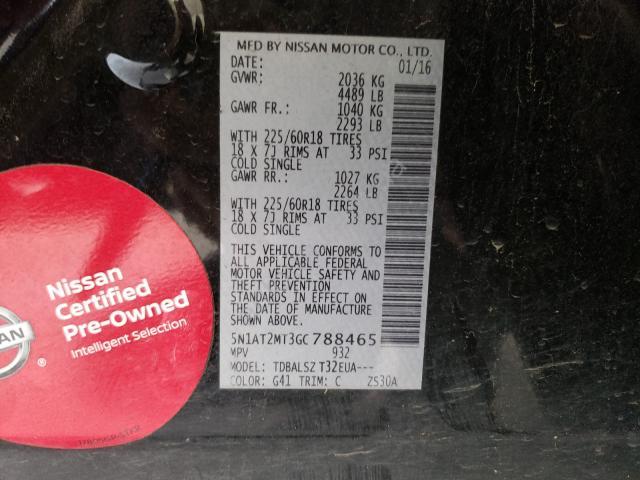 MFD BY NISSAN MOTOR CO., LTD.
DATE: 01/16
GVWR: 2036 KG
4489 LB
GAWR FR.: 1040 KG
2293 LB
WITH 225/60R18 TIRES
18 X 7J RIMS AT 33 PSI
COLD SINGLE
GAWR RR.: 1027 KG
2264 LB
WITH 225/60R18 TIRES
18 X 7J RIMS AT 33 PSI
COLD SINGLE
THIS VEHICLE CONFORMS TO
ALL APPLICABLE FEDERAL
MOTOR VEHICLE SAFETY AND
THEFT PREVENTION
STANDARDS IN EFFECT ON
THE DATE OF MANUFACTURE
SHOWN ABOVE.
5N1AT2MT3GC788465
MPV 932
MODEL: TDBALSZ T32EUA---
COLOR: G41 TRIM: C ZS30A
Nissan
Certified
Pre-Owned
Intelligent Selection